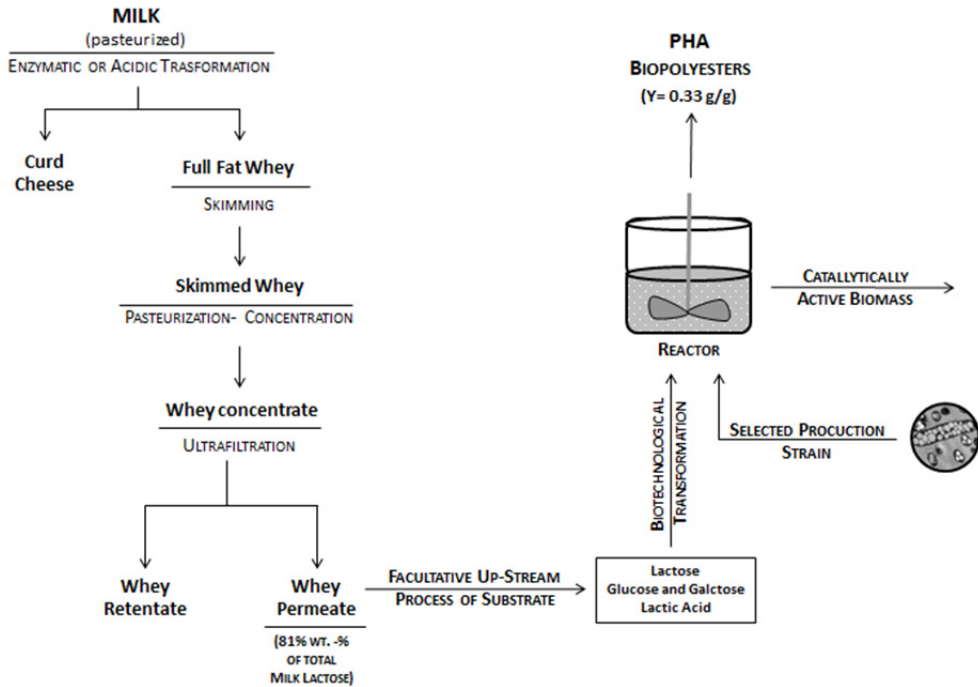 MILK
(pasteurized)
ENZYMATIC OR ACIDIC TRASFORMATION
Curd
Cheese
Full Fat Whey
SKIMMING
Skimmed Whey
PASTEURIZATION- CONCENTRATION
Whey concentrate
ULTRAFILTRATION
Whey
Retentate
Whey
Permeate
(81% WT. -%
OF TOTAL
MILK LACTOSE)
FACULTATIVE UP-STREAM
PROCESS OF SUBSTRATE
Lactose
Glucose and Galctose
Lactic Acid
BIOTECHNOLOGICAL
TRANSFORMATION
SELECTED PROCUCTION
STRAIN
REACTOR
CATALLYTICALLY
ACTIVE BIOMASS
PHA
BIOPOLYESTERS
(Y= 0.33 g/g)